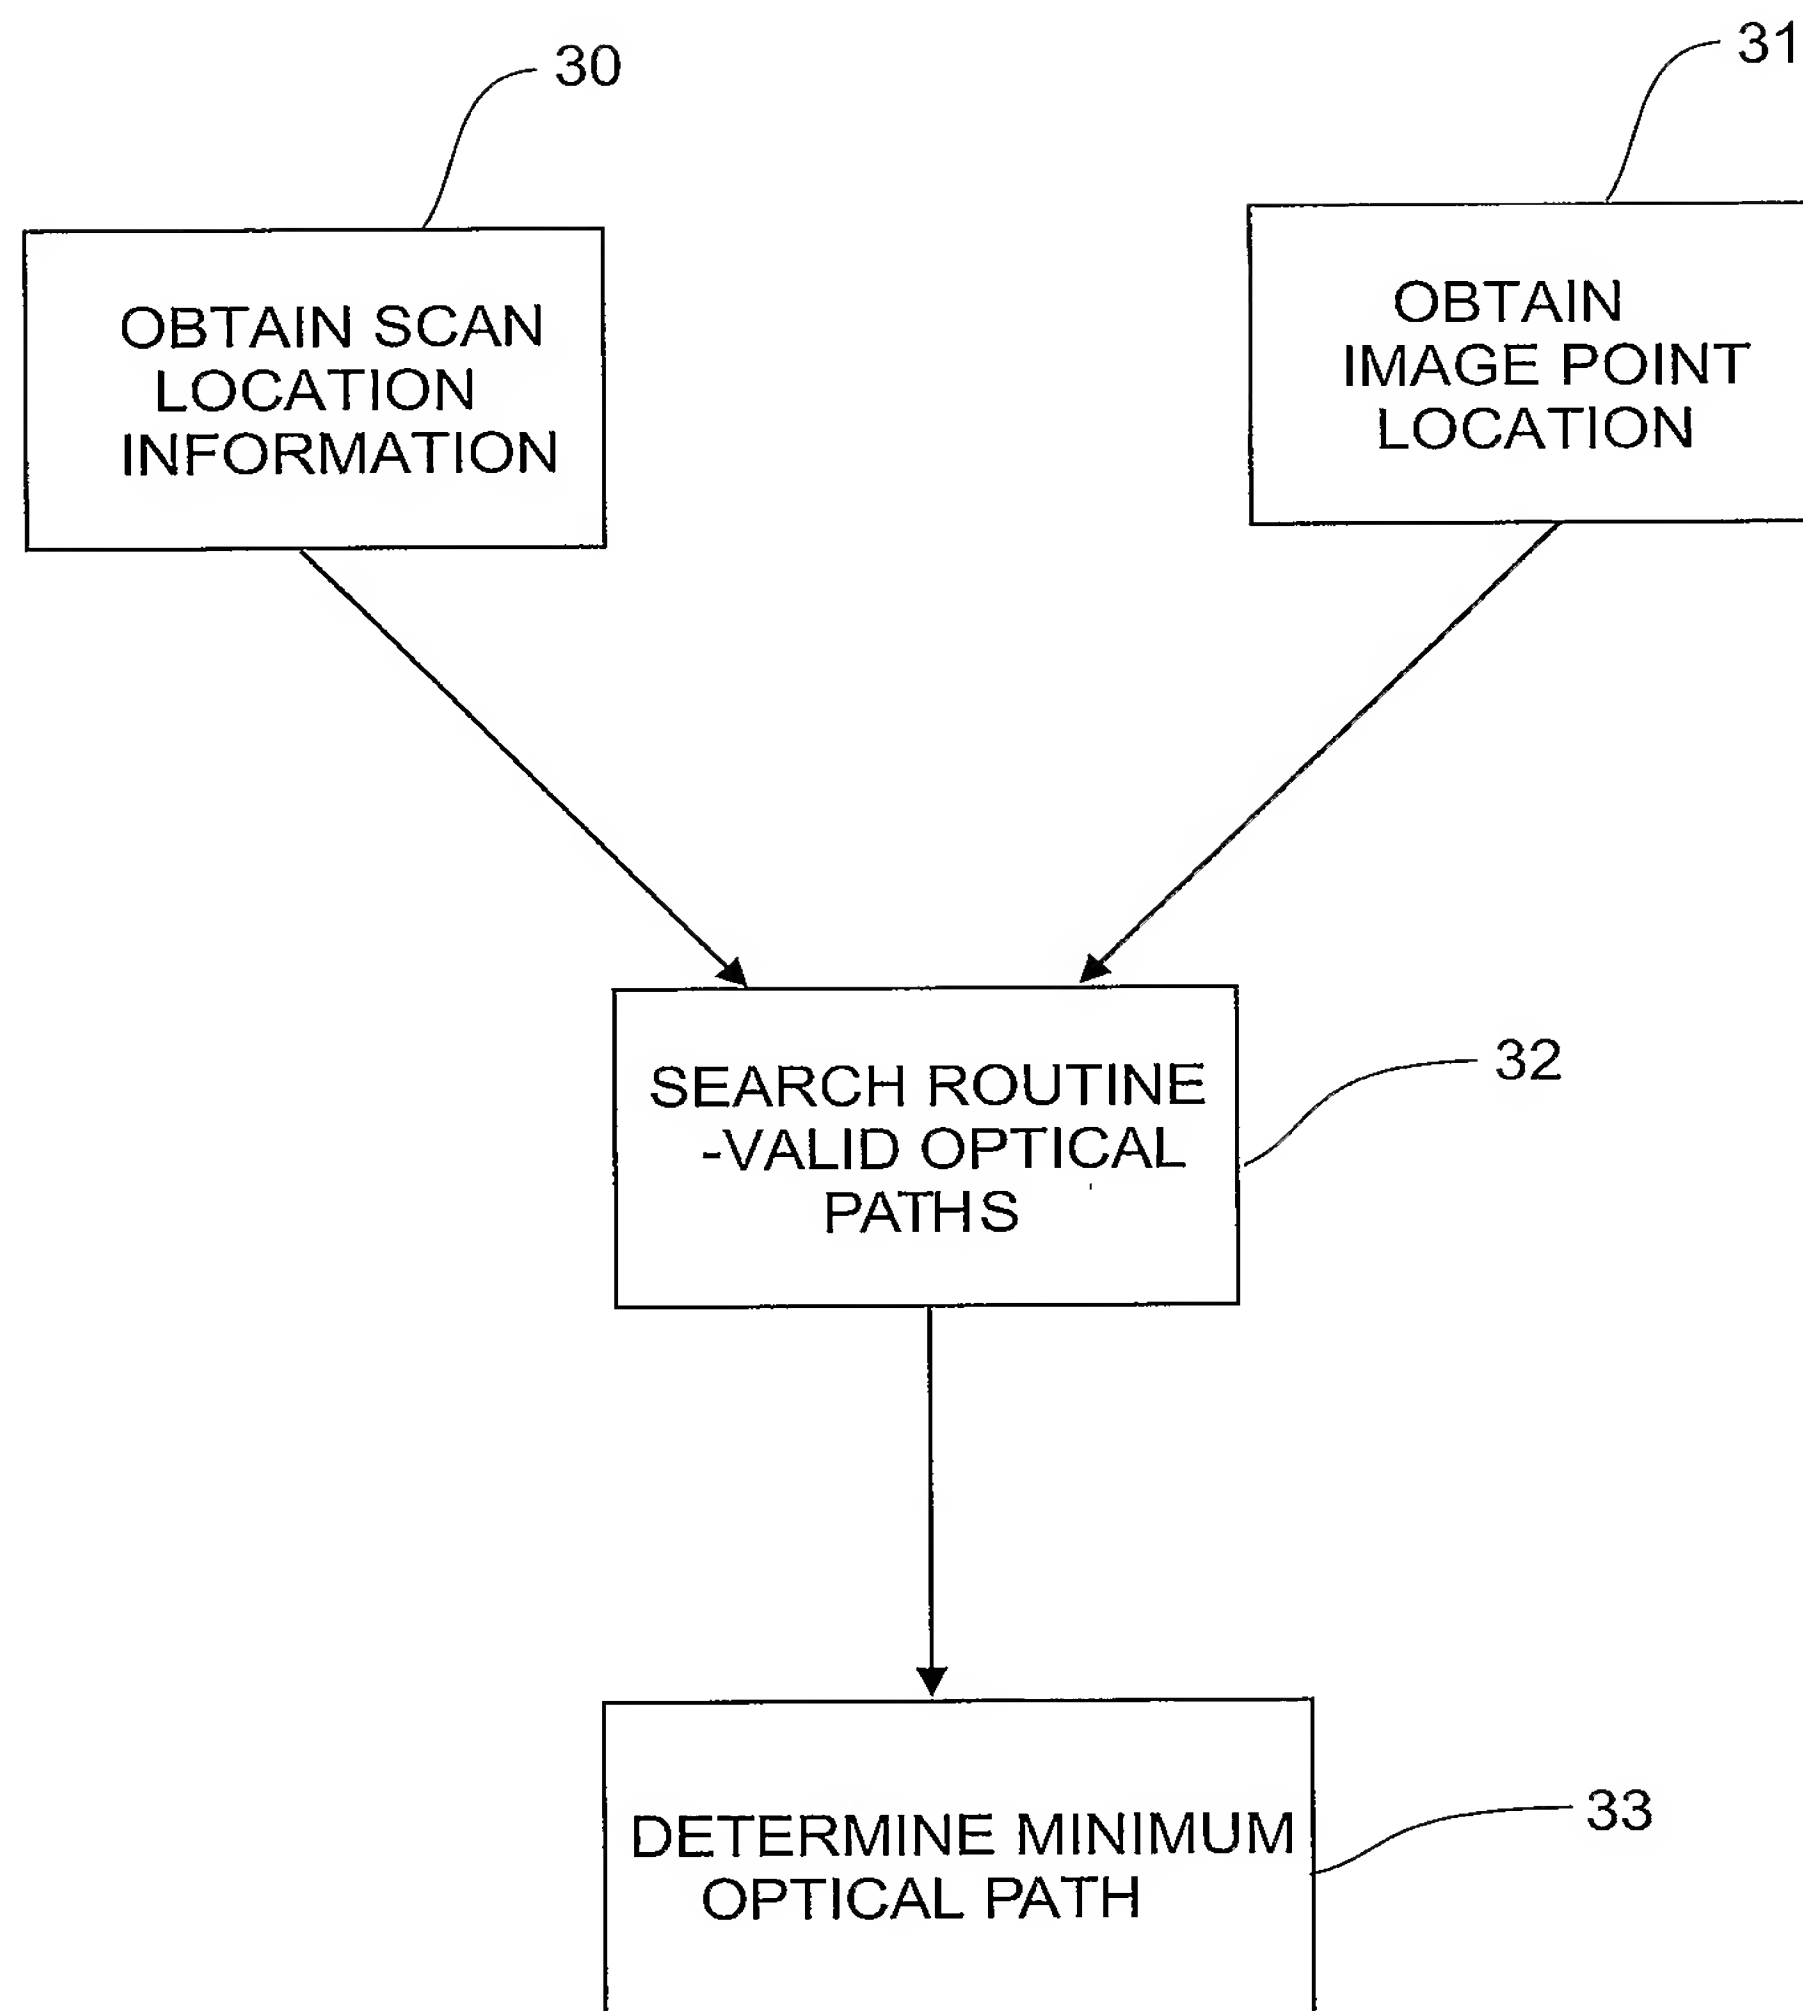 30
31
OBTAIN SCAN
LOCATION
INFORMATION
OBTAIN
IMAGE POINT
LOCATION
SEARCH ROUTINE
-VALID OPTICAL
PATHS
32
DETERMINE MINIMUM
OPTICAL PATH
33